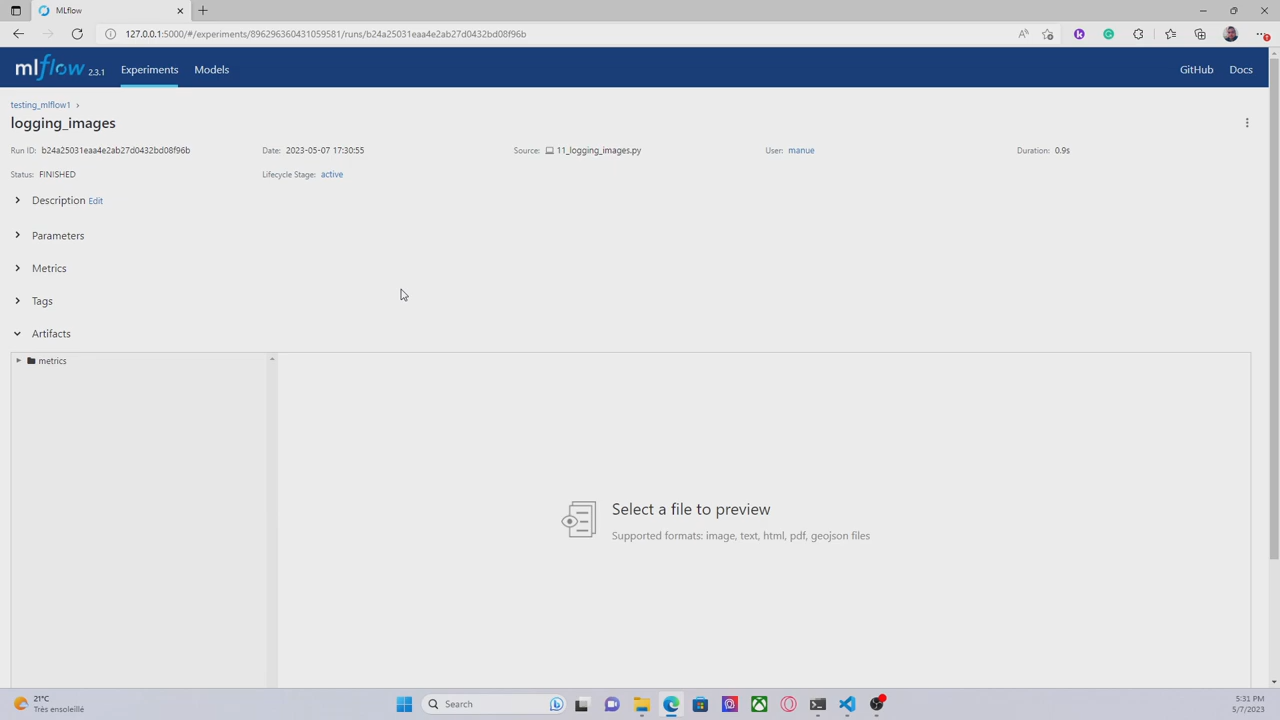 MLflow
127.0.0.1:5000/#/experiments/896296360431059581/runs/b24a25031eaa4e2ab27d0432bd08f96b
mlflow 2.3.1 Experiments Models GitHub Docs
testing_mlflow1 >
logging_images
Run ID: b24a25031eaa4e2ab27d0432bd08f96b Date: 2023-05-07 17:30:55 Source: 11_logging_images.py User: manue Duration: 0.9s
Status: FINISHED Lifecycle Stage: active
Description Edit
Parameters
Metrics
Tags
Artifacts
metrics
Select a file to preview
Supported formats: image, text, html, pdf, geojson files
21°C
Très ensoleillé
Search
5:31 PM
5/7/2023